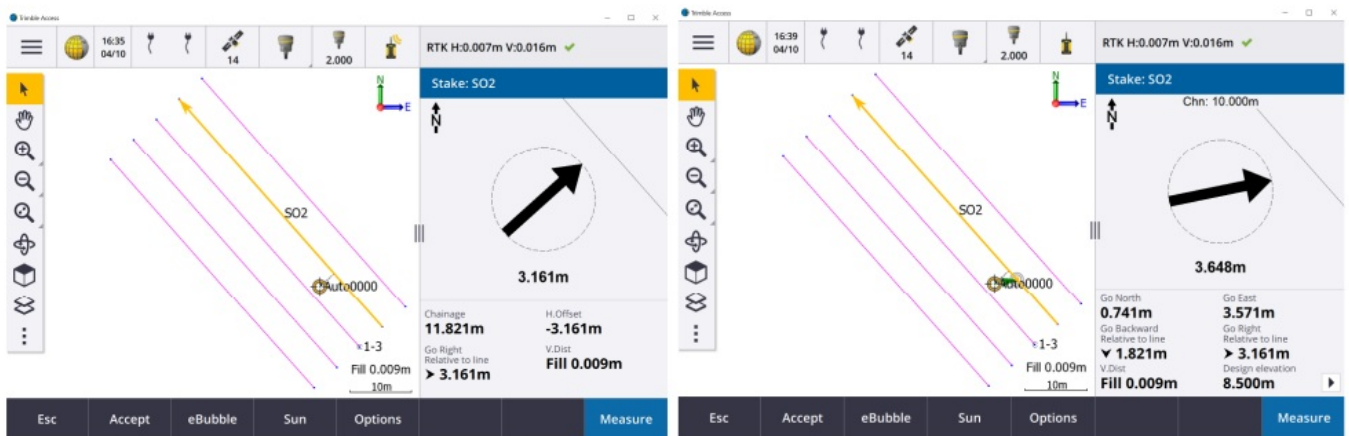 Trimble Access
16:35
04/10
14
2.000
RTK H:0.007m V:0.016m
N
E
SO2
Auto0000
1-3
Fill 0.009m
10m
Stake: SO2
N
3.161m
Chainage
11.821m
H.Offset
-3.161m
Go Right
Relative to line
3.161m
V.Dist
Fill 0.009m
Esc
Accept
eBubble
Sun
Options
Measure
Trimble Access
16:39
04/10
14
2.000
RTK H:0.007m V:0.016m
N
E
SO2
Auto0000
1-3
Fill 0.009m
10m
Stake: SO2
Chn: 10.000m
N
3.648m
Go North
0.741m
Go East
3.571m
Go Backward
Relative to line
1.821m
Go Right
Relative to line
3.161m
V.Dist
Fill 0.009m
Design elevation
8.500m
Esc
Accept
eBubble
Sun
Options
Measure